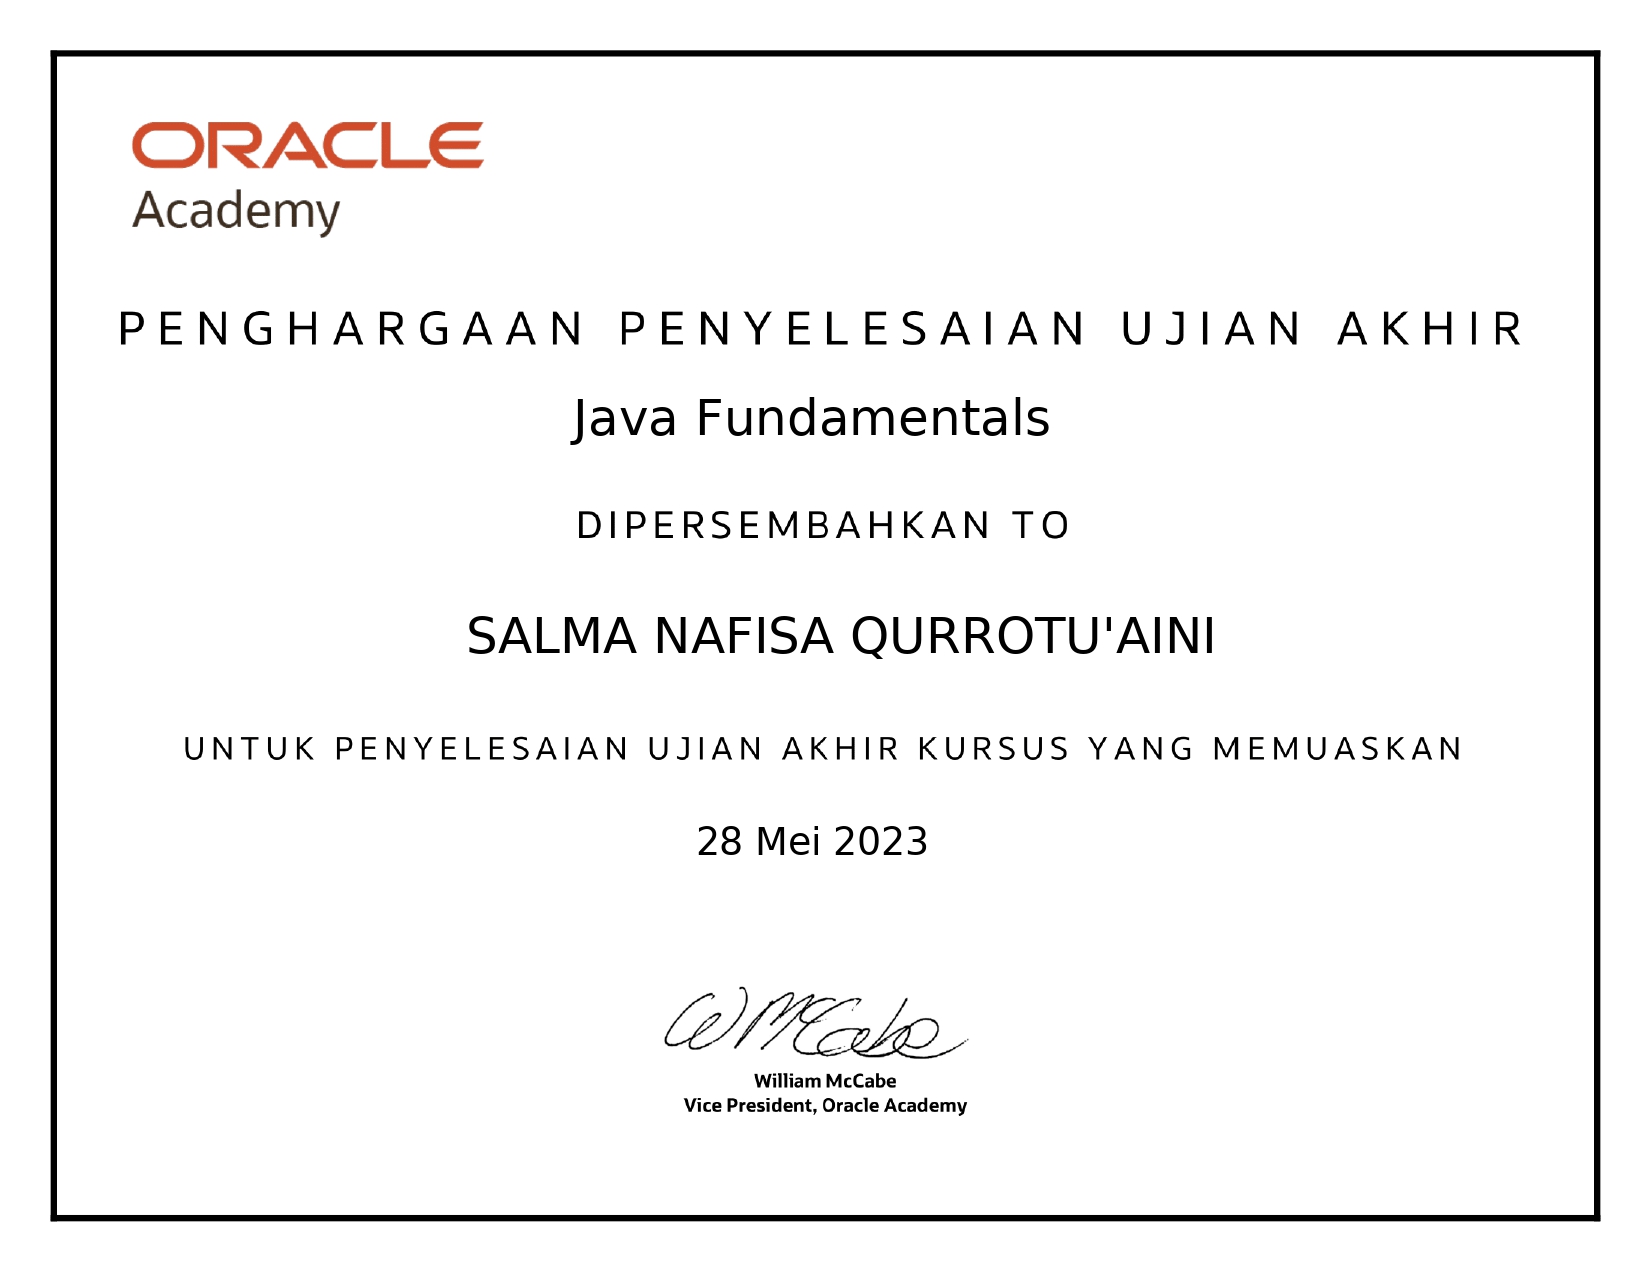 ORACLE
Academy
PENGHARGAAN PENYELESAIAN UJIAN AKHIR
Java Fundamentals
DIPERSEMBAHKAN TO
SALMA NAFISA QURROTU'AINI
UNTUK PENYELESAIAN UJIAN AKHIR KURSUS YANG MEMUASKAN
28 Mei 2023
W McCabe
William McCabe
Vice President, Oracle Academy